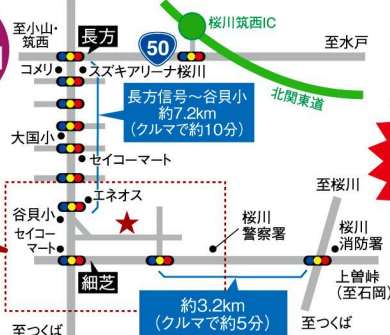 至小山・
筑西
長方
50
桜川筑西IC
至水戸
コメリ
スズキアリーナ桜川
北関東道
長方信号〜谷貝小
約7.2km
(クルマで約10分)
大国小
セイコーマート
至桜川
エネオス
谷貝小
セイコー
マート
桜川
警察署
桜川
消防署
細芝
上曽峠
(至石岡)
約3.2km
(クルマで約5分)
至つくば
至つくば